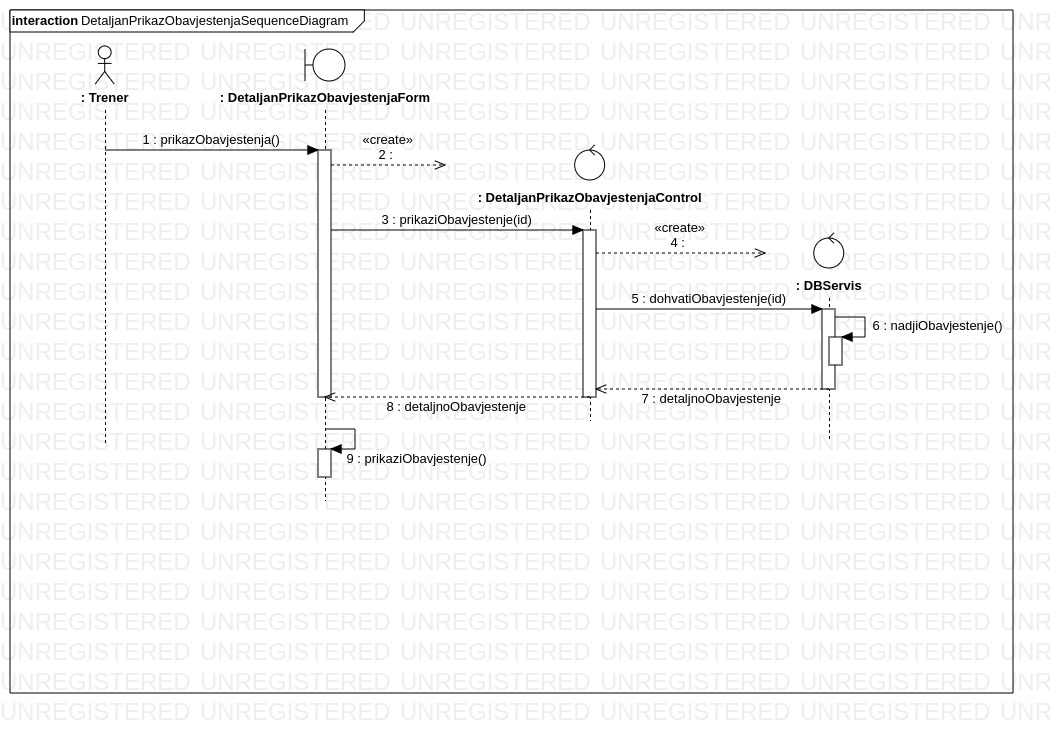 interaction DetaljanPrikazObavjestenjaSequenceDiagram
: Trener
: DetaljanPrikazObavjestenjaForm
1 : prikazObavjestenja()
«create»
2 :
: DetaljanPrikazObavjestenjaControl
3 : prikaziObavjestenje(id)
«create»
4 :
: DBServis
5 : dohvatiObavjestenje(id)
6 : nadjiObavjestenje()
7 : detaljnoObavjestenje
8 : detaljnoObavjestenje
9 : prikaziObavjestenje()
UNREGISTERED UNREGISTERED UNREGISTERED UNREGISTERED UNREGISTERED